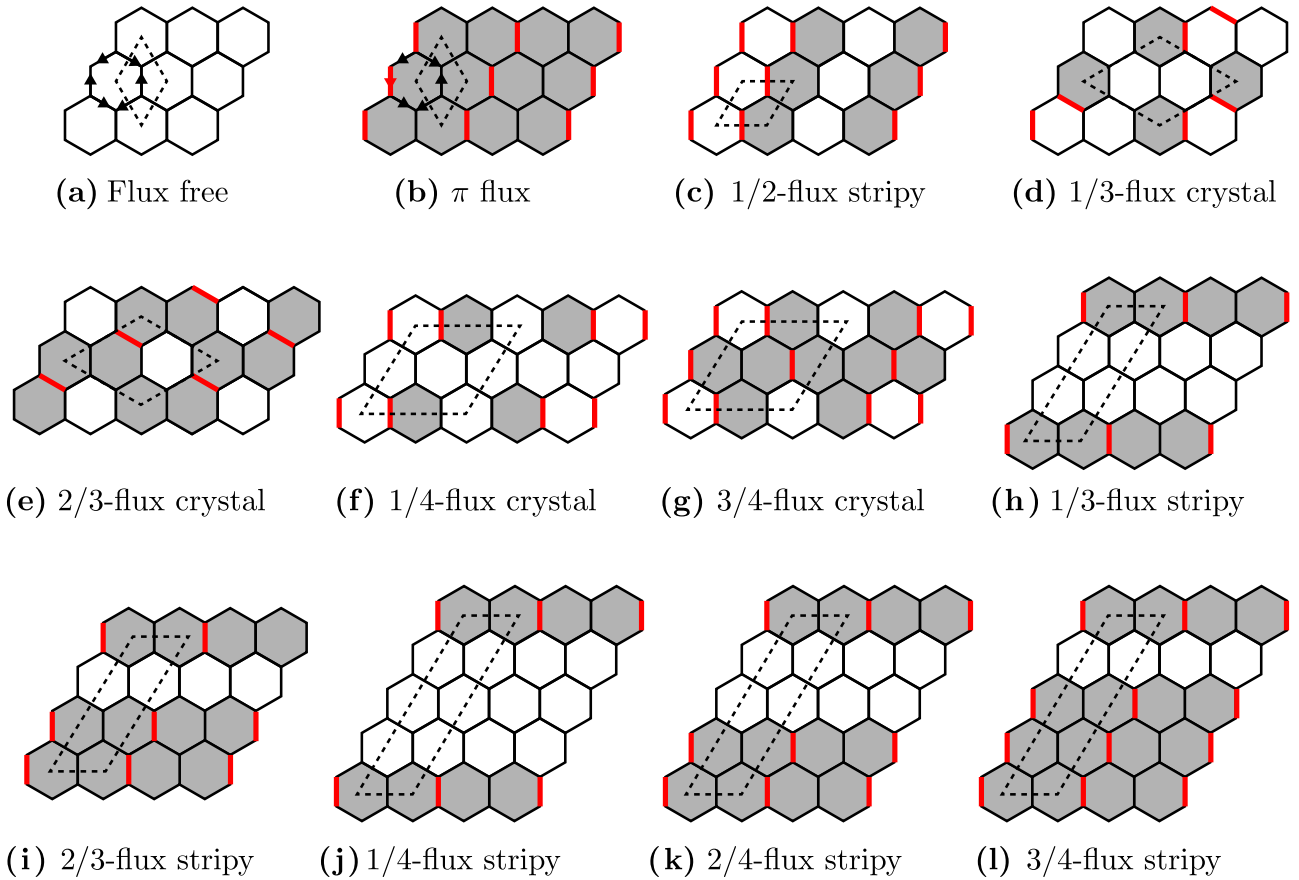 (a) Flux free
(b) π flux
(c) 1/2-flux stripy
(d) 1/3-flux crystal
(e) 2/3-flux crystal
(f) 1/4-flux crystal
(g) 3/4-flux crystal
(h) 1/3-flux stripy
(i) 2/3-flux stripy
(j) 1/4-flux stripy
(k) 2/4-flux stripy
(l) 3/4-flux stripy